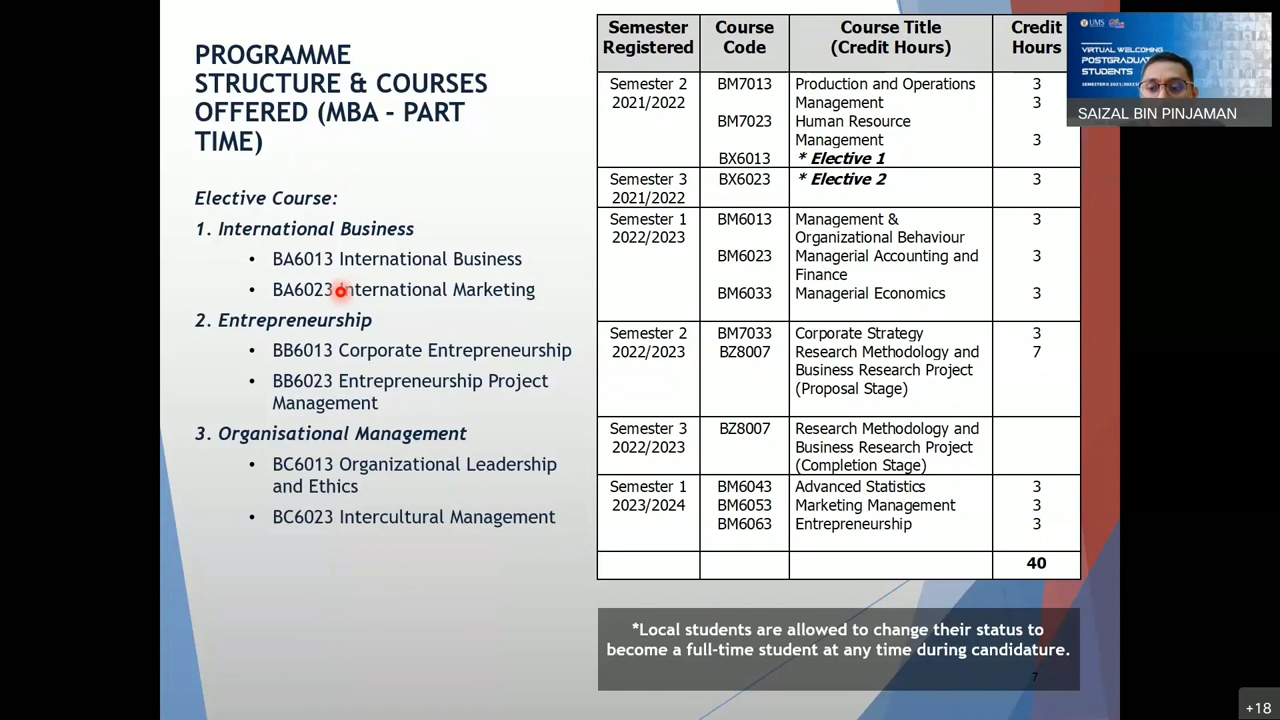 PROGRAMME
STRUCTURE & COURSES
OFFERED (MBA - PART
TIME)
Elective Course:
1. International Business
• BA6013 International Business
• BA6023 International Marketing
2. Entrepreneurship
• BB6013 Corporate Entrepreneurship
• BB6023 Entrepreneurship Project
Management
3. Organisational Management
• BC6013 Organizational Leadership
and Ethics
• BC6023 Intercultural Management
Semester Course Course Title Credit
Registered Code (Credit Hours) Hours
Semester 2 BM7013 Production and Operations 3
2021/2022 Management 3
BM7023 Human Resource
Management 3
BX6013 * Elective 1
Semester 3 BX6023 * Elective 2 3
2021/2022
Semester 1 BM6013 Management & 3
2022/2023 Organizational Behaviour
BM6023 Managerial Accounting and 3
Finance
BM6033 Managerial Economics 3
Semester 2 BM7033 Corporate Strategy 3
2022/2023 BZ8007 Research Methodology and 7
Business Research Project
(Proposal Stage)
Semester 3 BZ8007 Research Methodology and
2022/2023 Business Research Project
(Completion Stage)
Semester 1 BM6043 Advanced Statistics 3
2023/2024 BM6053 Marketing Management 3
BM6063 Entrepreneurship 3
40
*Local students are allowed to change their status to
become a full-time student at any time during candidature.
7
UMS
VIRTUAL WELCOMING
POSTGRADUATE
STUDENTS
SAIZAL BIN PINJAMAN
+18